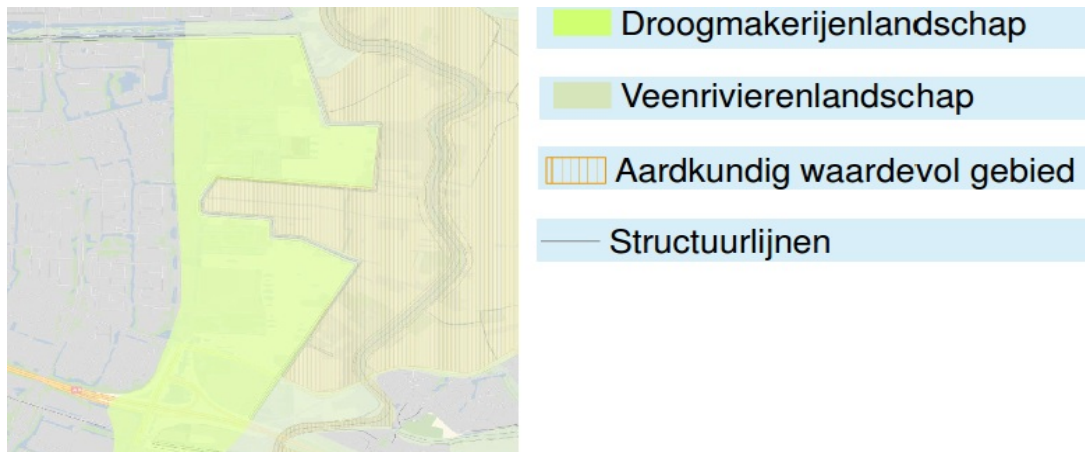 Droogmakerijenlandschap
Veenrivierenlandschap
Aardkundig waardevol gebied
Structuurlijnen